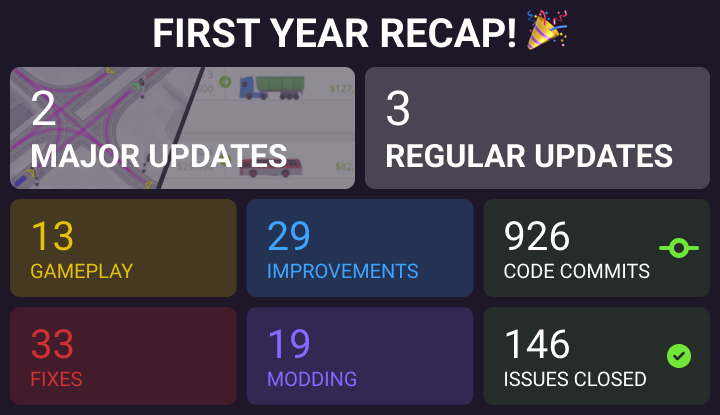 FIRST YEAR RECAP! 🎉
2
MAJOR UPDATES
3
REGULAR UPDATES
13
GAMEPLAY
29
IMPROVEMENTS
926
CODE COMMITS
33
FIXES
19
MODDING
146
ISSUES CLOSED